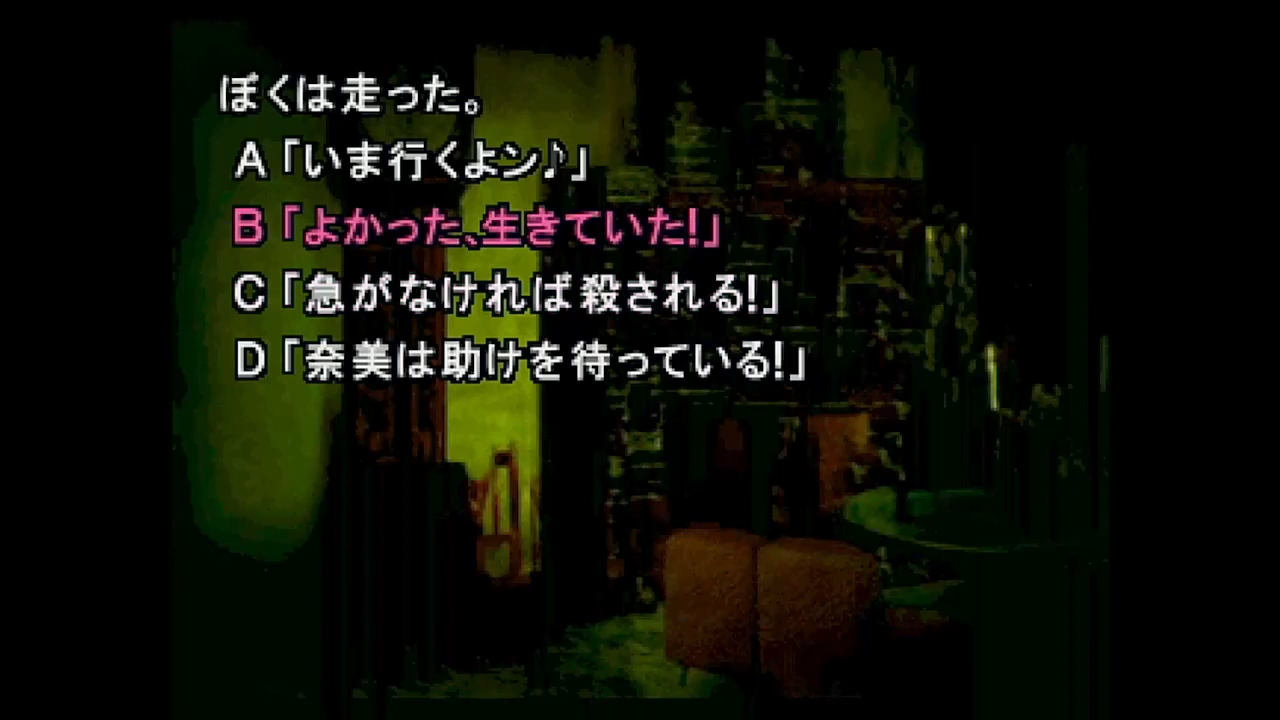 ぼくは走った。
A「いま行くよン♪」
B「よかった、生きていた!」
C「急がなければ殺される!」
D「奈美は助けを待っている!」